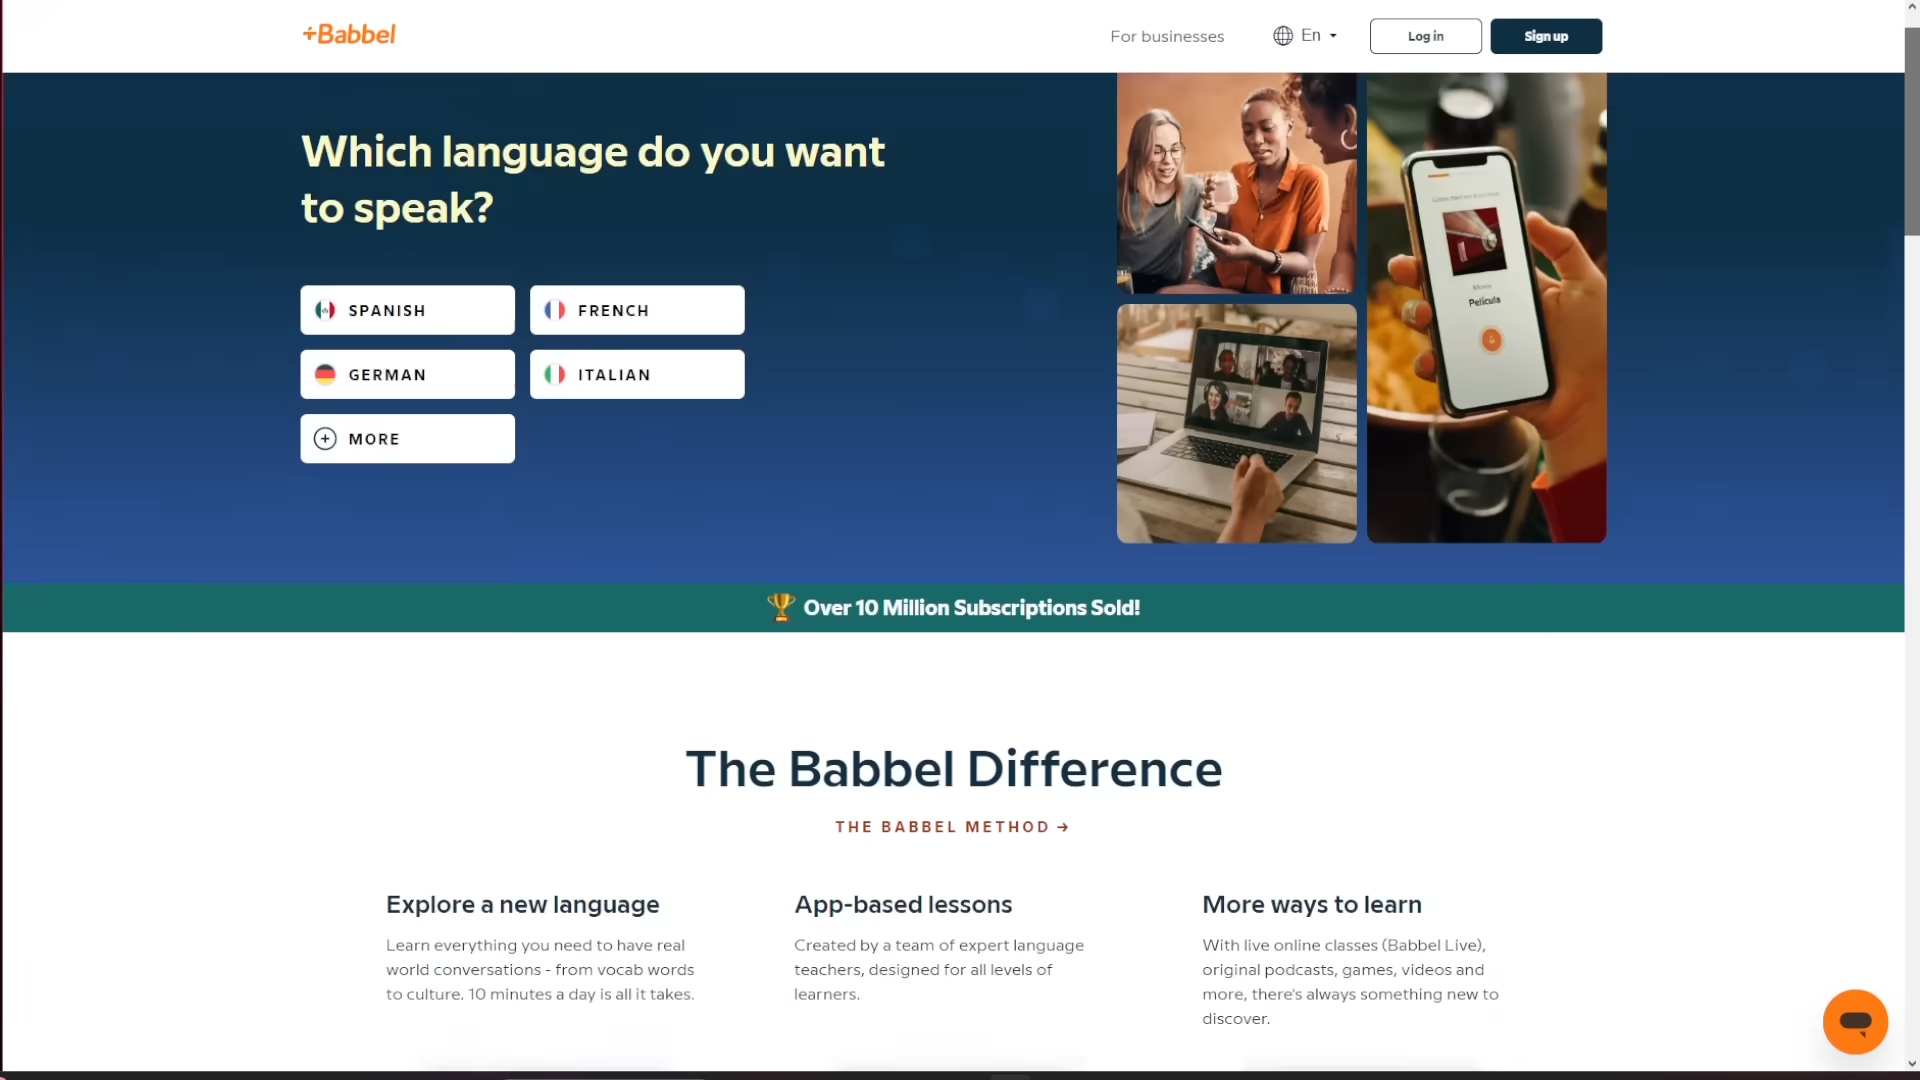 +Babbel
For businesses
En
Log in
Sign up
Which language do you want
to speak?
SPANISH
FRENCH
GERMAN
ITALIAN
MORE
Película
Over 10 Million Subscriptions Sold!
The Babbel Difference
THE BABBEL METHOD →
Explore a new language
Learn everything you need to have real
world conversations - from vocab words
to culture. 10 minutes a day is all it takes.
App-based lessons
Created by a team of expert language
teachers, designed for all levels of
learners.
More ways to learn
With live online classes (Babbel Live),
original podcasts, games, videos and
more, there's always something new to
discover.